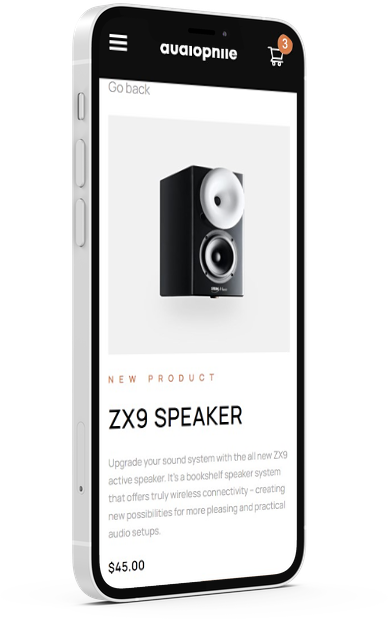 audiophile
3
Go back
NEW PRODUCT
ZX9 SPEAKER
Upgrade your sound system with the all new ZX9
active speaker. It's a bookshelf speaker system
that offers truly wireless connectivity – creating
new possibilities for more pleasing and practical
audio setups.
$45.00